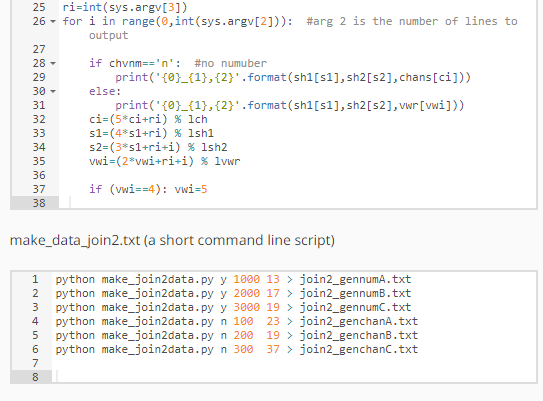 25 ri=int(sys.argv[3])
26 for i in range(0,int(sys.argv[2])):  #arg 2 is the number of lines to
output
27
28 if chvnm=='n':  #no numuber
29 print('{0}_{1},{2}'.format(sh1[s1],sh2[s2],chans[ci]))
30 else:
31 print('{0}_{1},{2}'.format(sh1[s1],sh2[s2],vwr[vwi]))
32 ci=(5*ci+ri) % lch
33 s1=(4*s1+ri) % lsh1
34 s2=(3*s1+ri+i) % lsh2
35 vwi=(2*vwi+ri+i) % lvwr
36
37 if (vwi==4): vwi=5
38
make_data_join2.txt (a short command line script)
1 python make_join2data.py y 1000 13 > join2_gennumA.txt
2 python make_join2data.py y 2000 17 > join2_gennumB.txt
3 python make_join2data.py y 3000 19 > join2_gennumC.txt
4 python make_join2data.py n 100  23 > join2_genchanA.txt
5 python make_join2data.py n 200  19 > join2_genchanB.txt
6 python make_join2data.py n 300  37 > join2_genchanC.txt
7
8